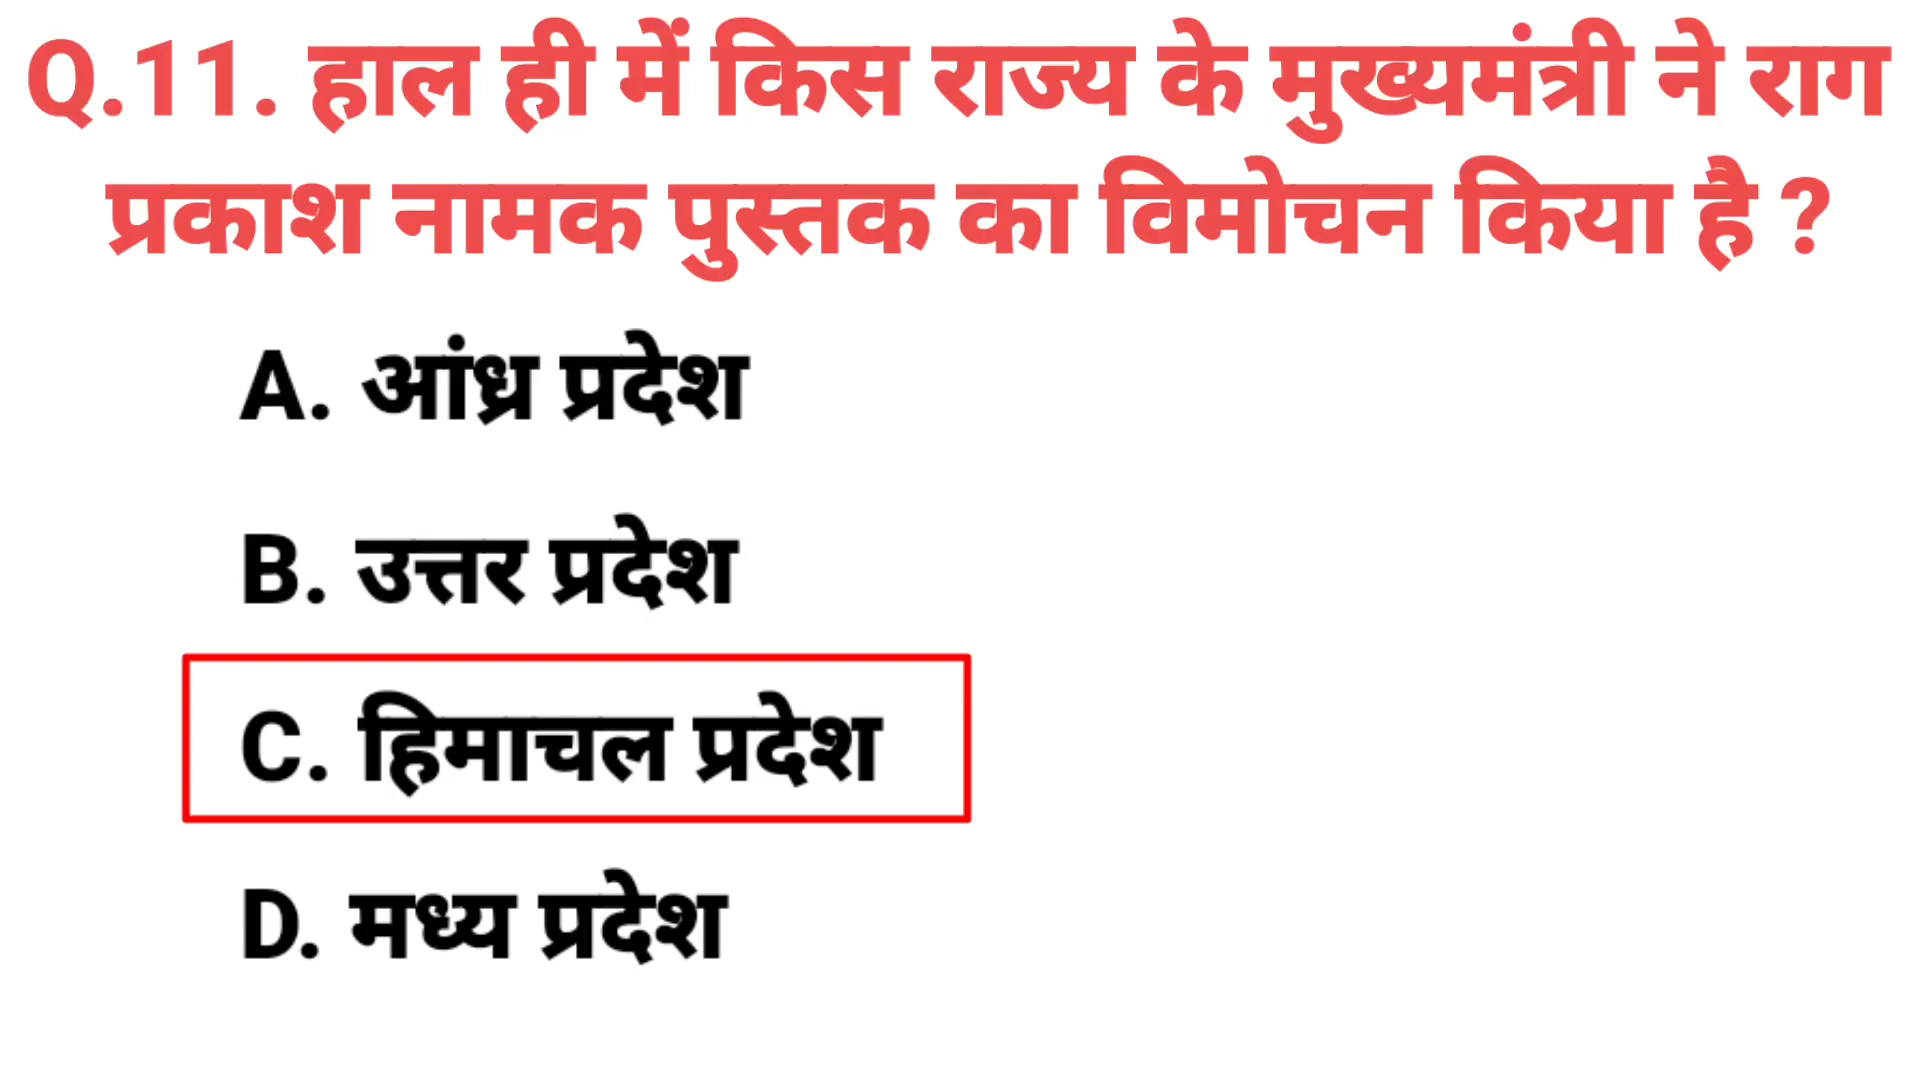 Q.11. हाल ही में किस राज्य के मुख्यमंत्री ने राग
प्रकाश नामक पुस्तक का विमोचन किया है ?
A. आंध्र प्रदेश
B. उत्तर प्रदेश
C. हिमाचल प्रदेश
D. मध्य प्रदेश